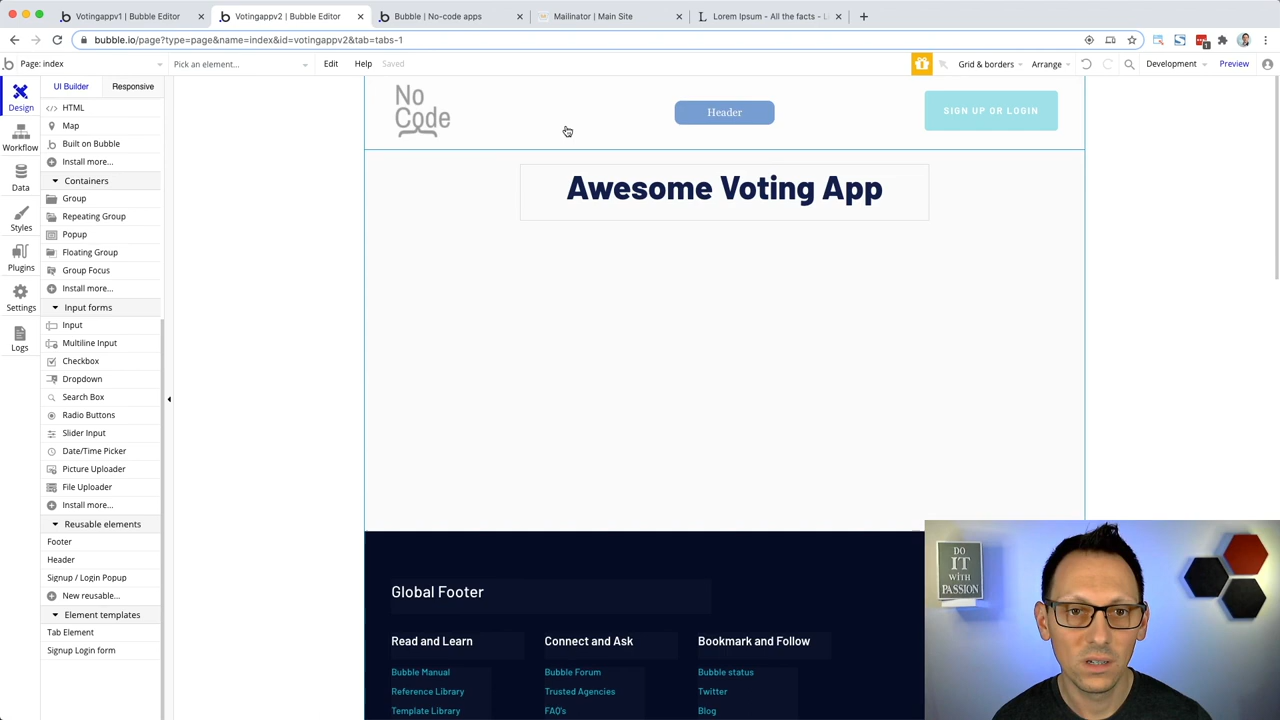 Votingappv1 | Bubble Editor
Votingappv2 | Bubble Editor
Bubble | No-code apps
Mailinator | Main Site
Lorem Ipsum - All the facts - Li
bubble.io/page?type=page&name=index&id=votingappv2&tab=tabs-1
1
Page: index
Pick an element...
Edit
Help
Saved
Grid & borders
Arrange
Development
Preview
Design
Workflow
Data
Styles
Plugins
Settings
Logs
UI Builder
Responsive
HTML
Map
Built on Bubble
Install more...
Containers
Group
Repeating Group
Popup
Floating Group
Group Focus
Install more...
Input forms
Input
Multiline Input
Checkbox
Dropdown
Search Box
Radio Buttons
Slider Input
Date/Time Picker
Picture Uploader
File Uploader
Install more...
Reusable elements
Footer
Header
Signup / Login Popup
New reusable...
Element templates
Tab Element
Signup Login form
No
Code
Header
SIGN UP OR LOGIN
Awesome Voting App
Global Footer
Read and Learn
Connect and Ask
Bookmark and Follow
Bubble Manual
Bubble Forum
Bubble status
Reference Library
Trusted Agencies
Twitter
Template Library
FAQ's
Blog
DO
IT
WITH
PASSION